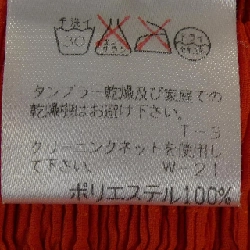 手洗イ
30
タンブラー乾燥及び家庭での
乾燥機はお避け下さい。
T-3
クリーニングネットを使用し
て下さい。 W-21
ポリエステル100%